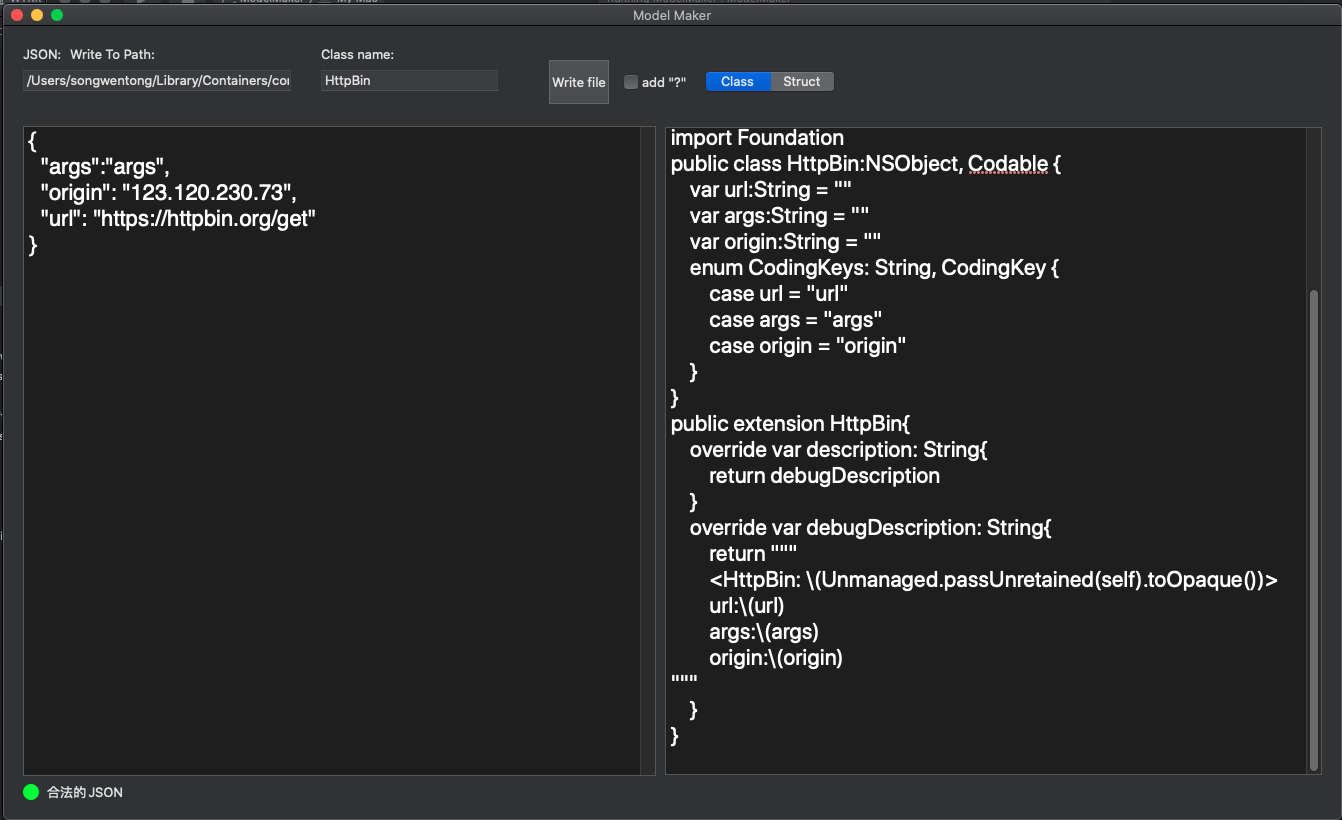 Model Maker
JSON: Write To Path:
Class name:
/Users/songwentong/Library/Containers/co
HttpBin
Write file
add "?"
Class
Struct
{
"args":"args",
"origin": "123.120.230.73",
"url": "https://httpbin.org/get"
}
import Foundation
public class HttpBin:NSObject, Codable {
var url:String = ""
var args:String = ""
var origin:String = ""
enum CodingKeys: String, CodingKey {
case url = "url"
case args = "args"
case origin = "origin"
}
}
public extension HttpBin{
override var description: String{
return debugDescription
}
override var debugDescription: String{
return """
<HttpBin: \(Unmanaged.passUnretained(self).toOpaque())>
url:\(url)
args:\(args)
origin:\(origin)
"""
}
}
合法的 JSON